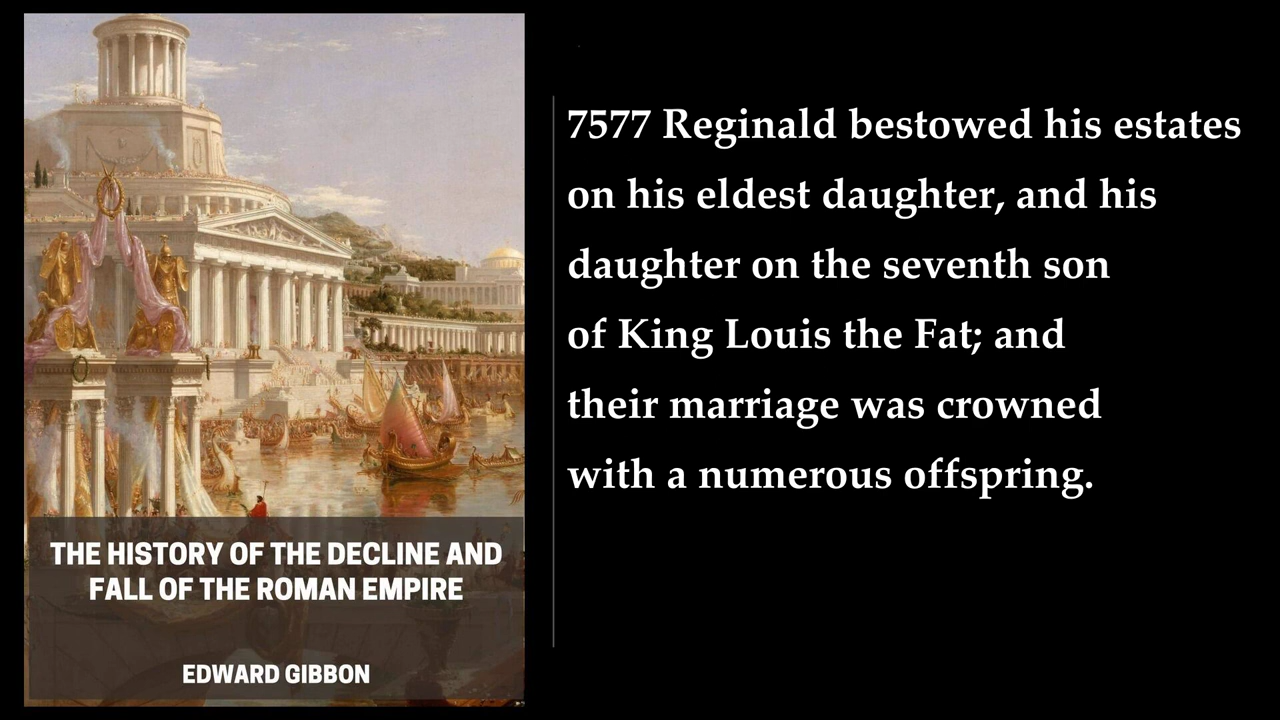 THE HISTORY OF THE DECLINE AND
FALL OF THE ROMAN EMPIRE
EDWARD GIBBON
7577 Reginald bestowed his estates
on his eldest daughter, and his
daughter on the seventh son
of King Louis the Fat; and
their marriage was crowned
with a numerous offspring.